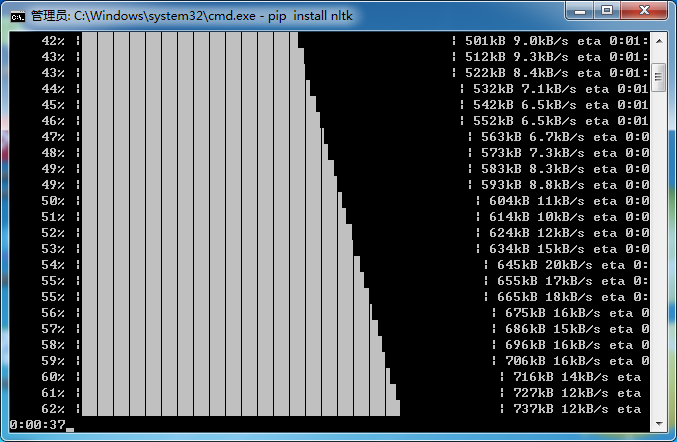 管理员: C:\Windows\system32\cmd.exe - pip install nltk
42% | | 501kB 9.0kB/s eta 0:01:
43% | | 512kB 9.3kB/s eta 0:01:
43% | | 522kB 8.4kB/s eta 0:01:
44% | | 532kB 7.1kB/s eta 0:01
45% | | 542kB 6.5kB/s eta 0:01
46% | | 552kB 6.5kB/s eta 0:01
47% | | 563kB 6.7kB/s eta 0:0
48% | | 573kB 7.3kB/s eta 0:0
49% | | 583kB 8.3kB/s eta 0:0
49% | | 593kB 8.8kB/s eta 0:0
50% | | 604kB 11kB/s eta 0:0
51% | | 614kB 10kB/s eta 0:0
52% | | 624kB 12kB/s eta 0:0
53% | | 634kB 15kB/s eta 0:0
54% | | 645kB 20kB/s eta 0:
55% | | 655kB 17kB/s eta 0:
55% | | 665kB 18kB/s eta 0:
56% | | 675kB 16kB/s eta 0
57% | | 686kB 15kB/s eta 0
58% | | 696kB 16kB/s eta 0
59% | | 706kB 16kB/s eta 0
60% | | 716kB 14kB/s eta
61% | | 727kB 12kB/s eta
62% | | 737kB 12kB/s eta
0:00:37